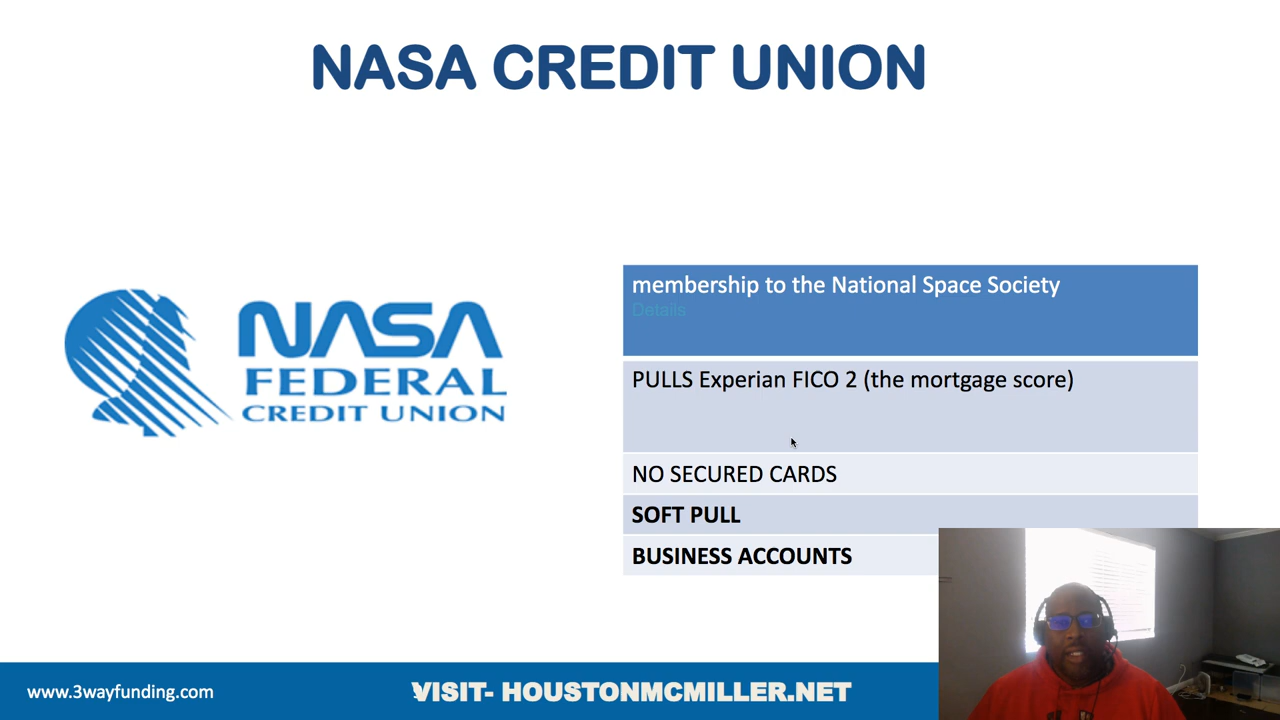 NASA CREDIT UNION
NASA
FEDERAL
CREDIT UNION
membership to the National Space Society
Details
PULLS Experian FICO 2 (the mortgage score)
NO SECURED CARDS
SOFT PULL
BUSINESS ACCOUNTS
www.3wayfunding.com
VISIT- HOUSTONMCMILLER.NET